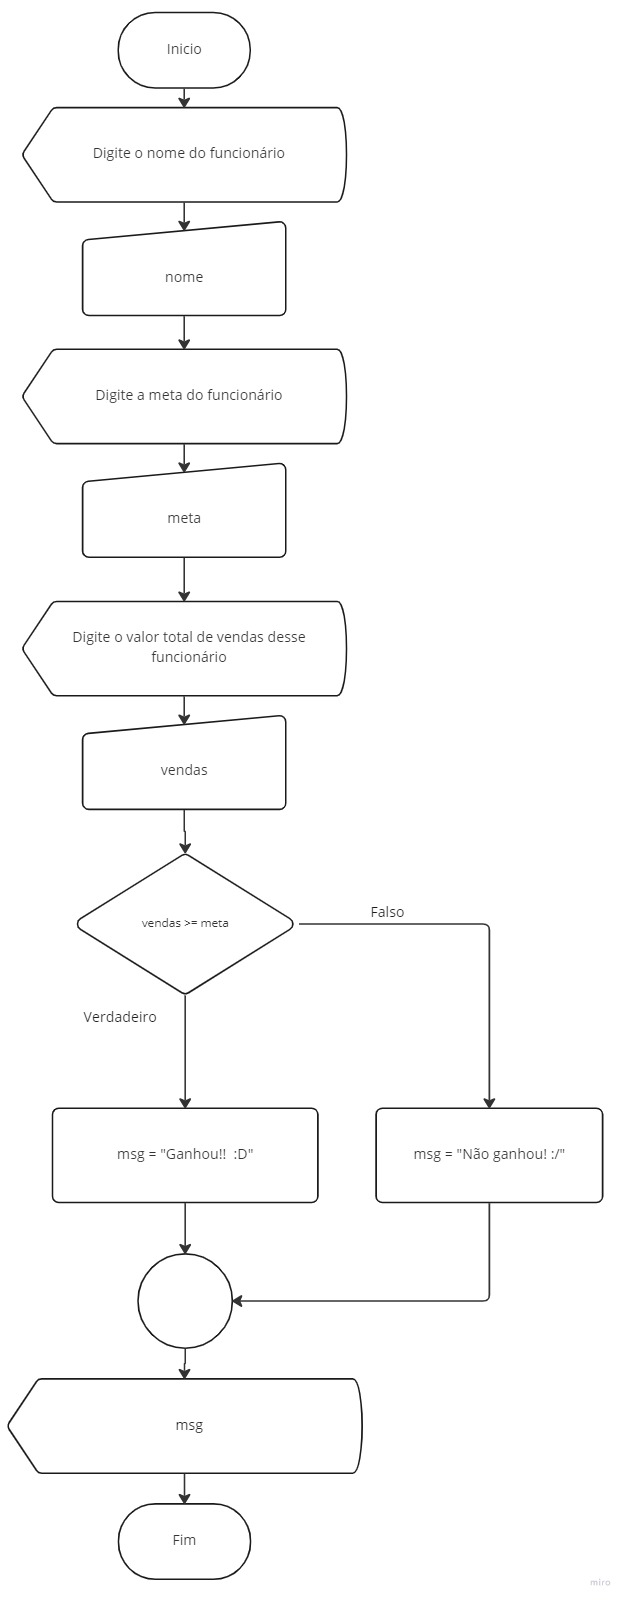 Inicio
Digite o nome do funcionário
nome
Digite a meta do funcionário
meta
Digite o valor total de vendas desse
funcionário
vendas
vendas >= meta
Falso
Verdadeiro
msg = "Ganhou!!  :D"
msg = "Não ganhou! :/"
msg
Fim
miro